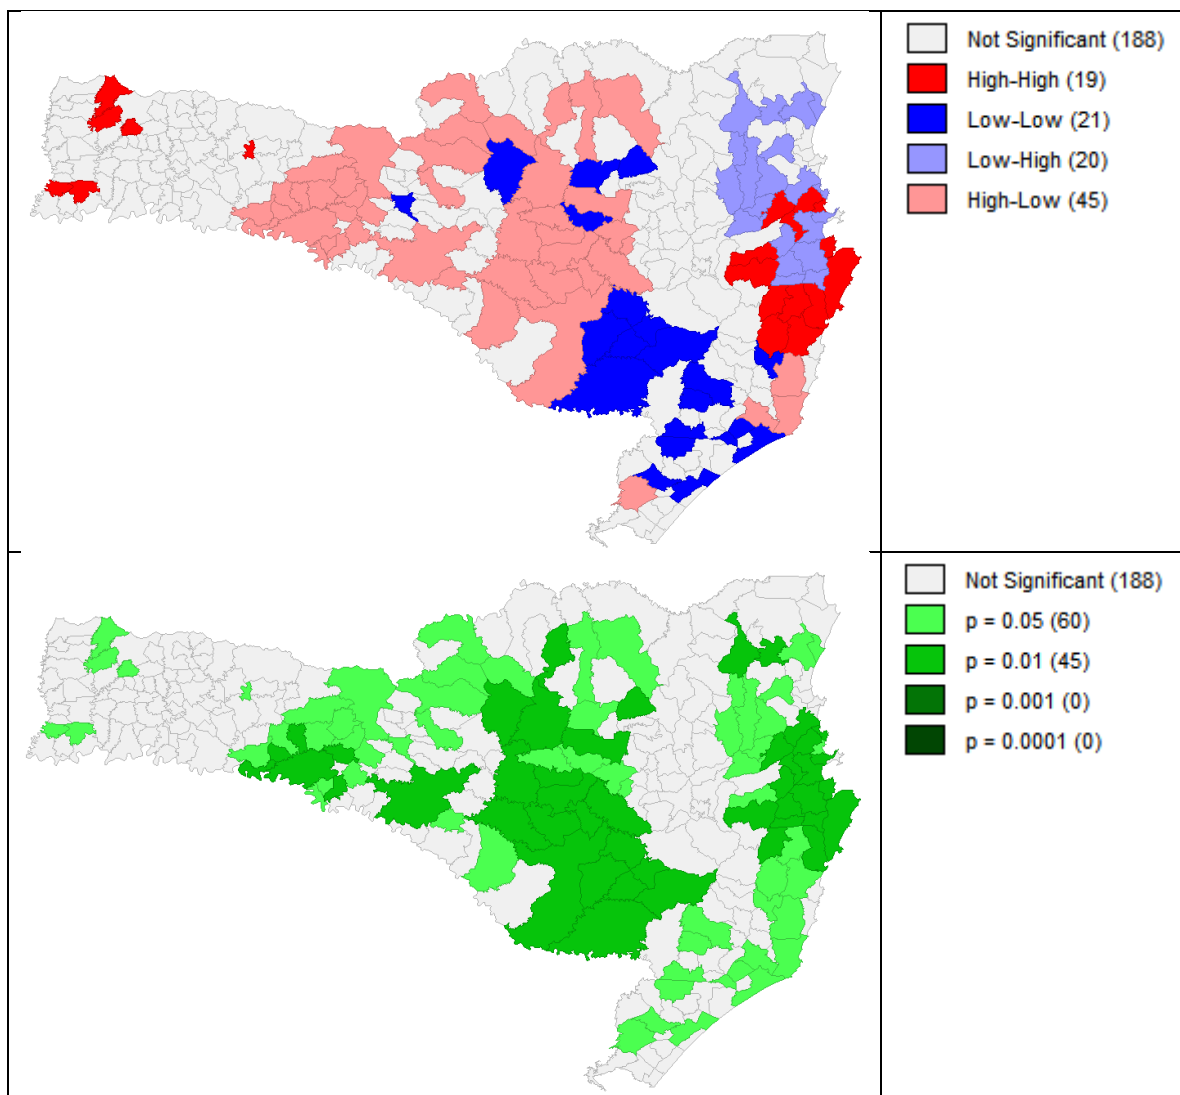 Not Significant (188)
High-High (19)
Low-Low (21)
Low-High (20)
High-Low (45)
Not Significant (188)
p = 0.05 (60)
p = 0.01 (45)
p = 0.001 (0)
p = 0.0001 (0)